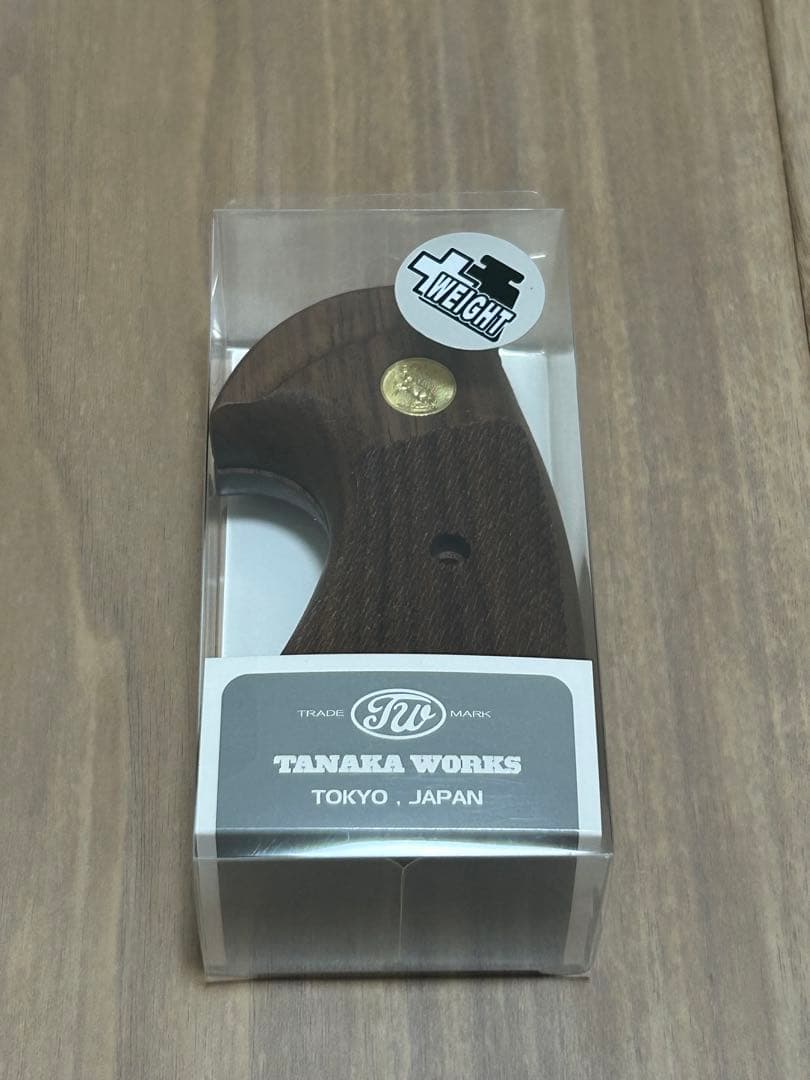 +WEIGHT
TRADE TW MARK
TANAKA WORKS
TOKYO , JAPAN